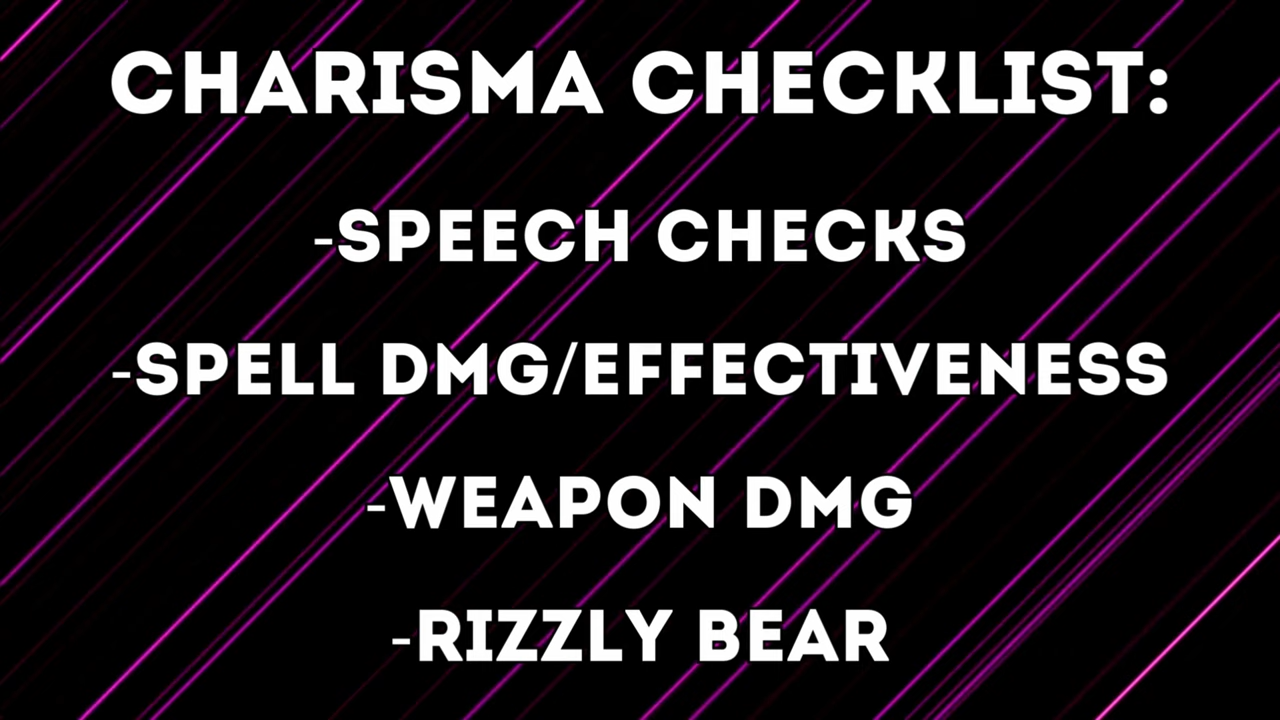 CHARISMA CHECKLIST:
-SPEECH CHECKS
-SPELL DMG/EFFECTIVENESS
-WEAPON DMG
-RIZZLY BEAR